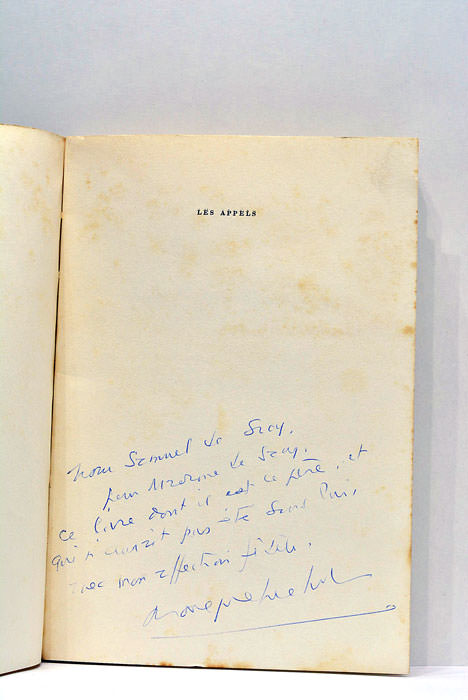 LES APPELS
Pour Samuel de Sacy,
pour Madame de Sacy,
ce livre dont il est le père, et
qui n'aurait pas été sans lui,
avec mon affection fidèle.